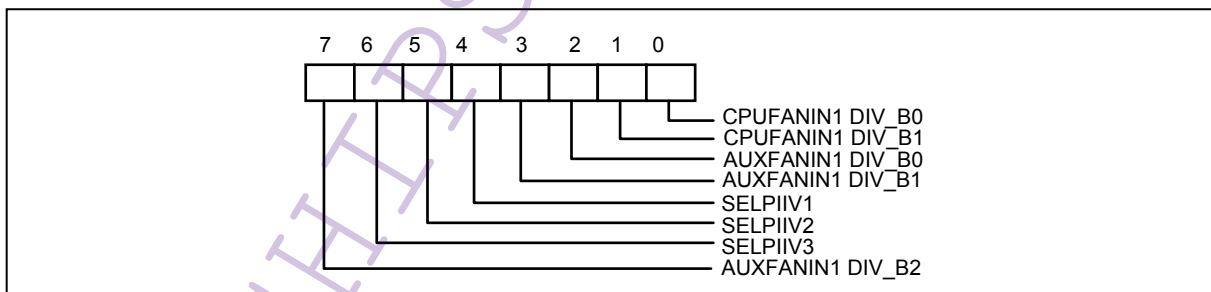 7 6 5 4 3 2 1 0
CPUFANIN1 DIV_B0
CPUFANIN1 DIV_B1
AUXFANIN1 DIV_B0
AUXFANIN1 DIV_B1
SELPIIV1
SELPIIV2
SELPIIV3
AUXFANIN1 DIV_B2